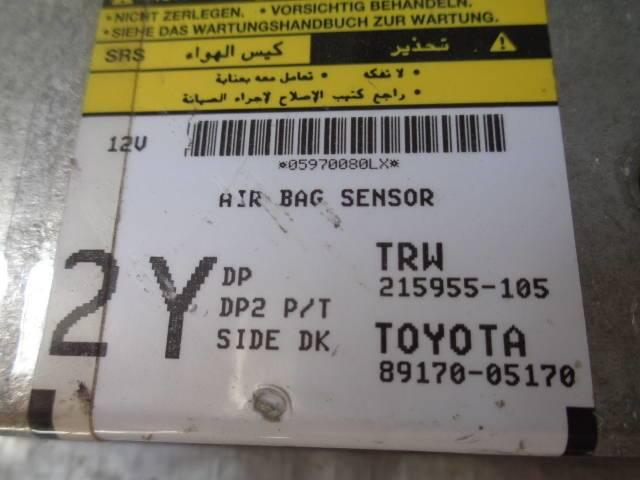 • NICHT ZERLEGEN. • VORSICHTIG BEHANDELN.
• SIEHE DAS WARTUNGSHANDBUCH ZUR WARTUNG.
SRS كيس الهواء تحذير
• لا تفكه • تعامل معه بعناية
• راجع كتيب الإصلاح لإجراء الصيانة
12V
*05970080LX*
AIR BAG SENSOR
2Y
DP
DP2 P/T
SIDE DK
TRW
215955-105
TOYOTA
89170-05170